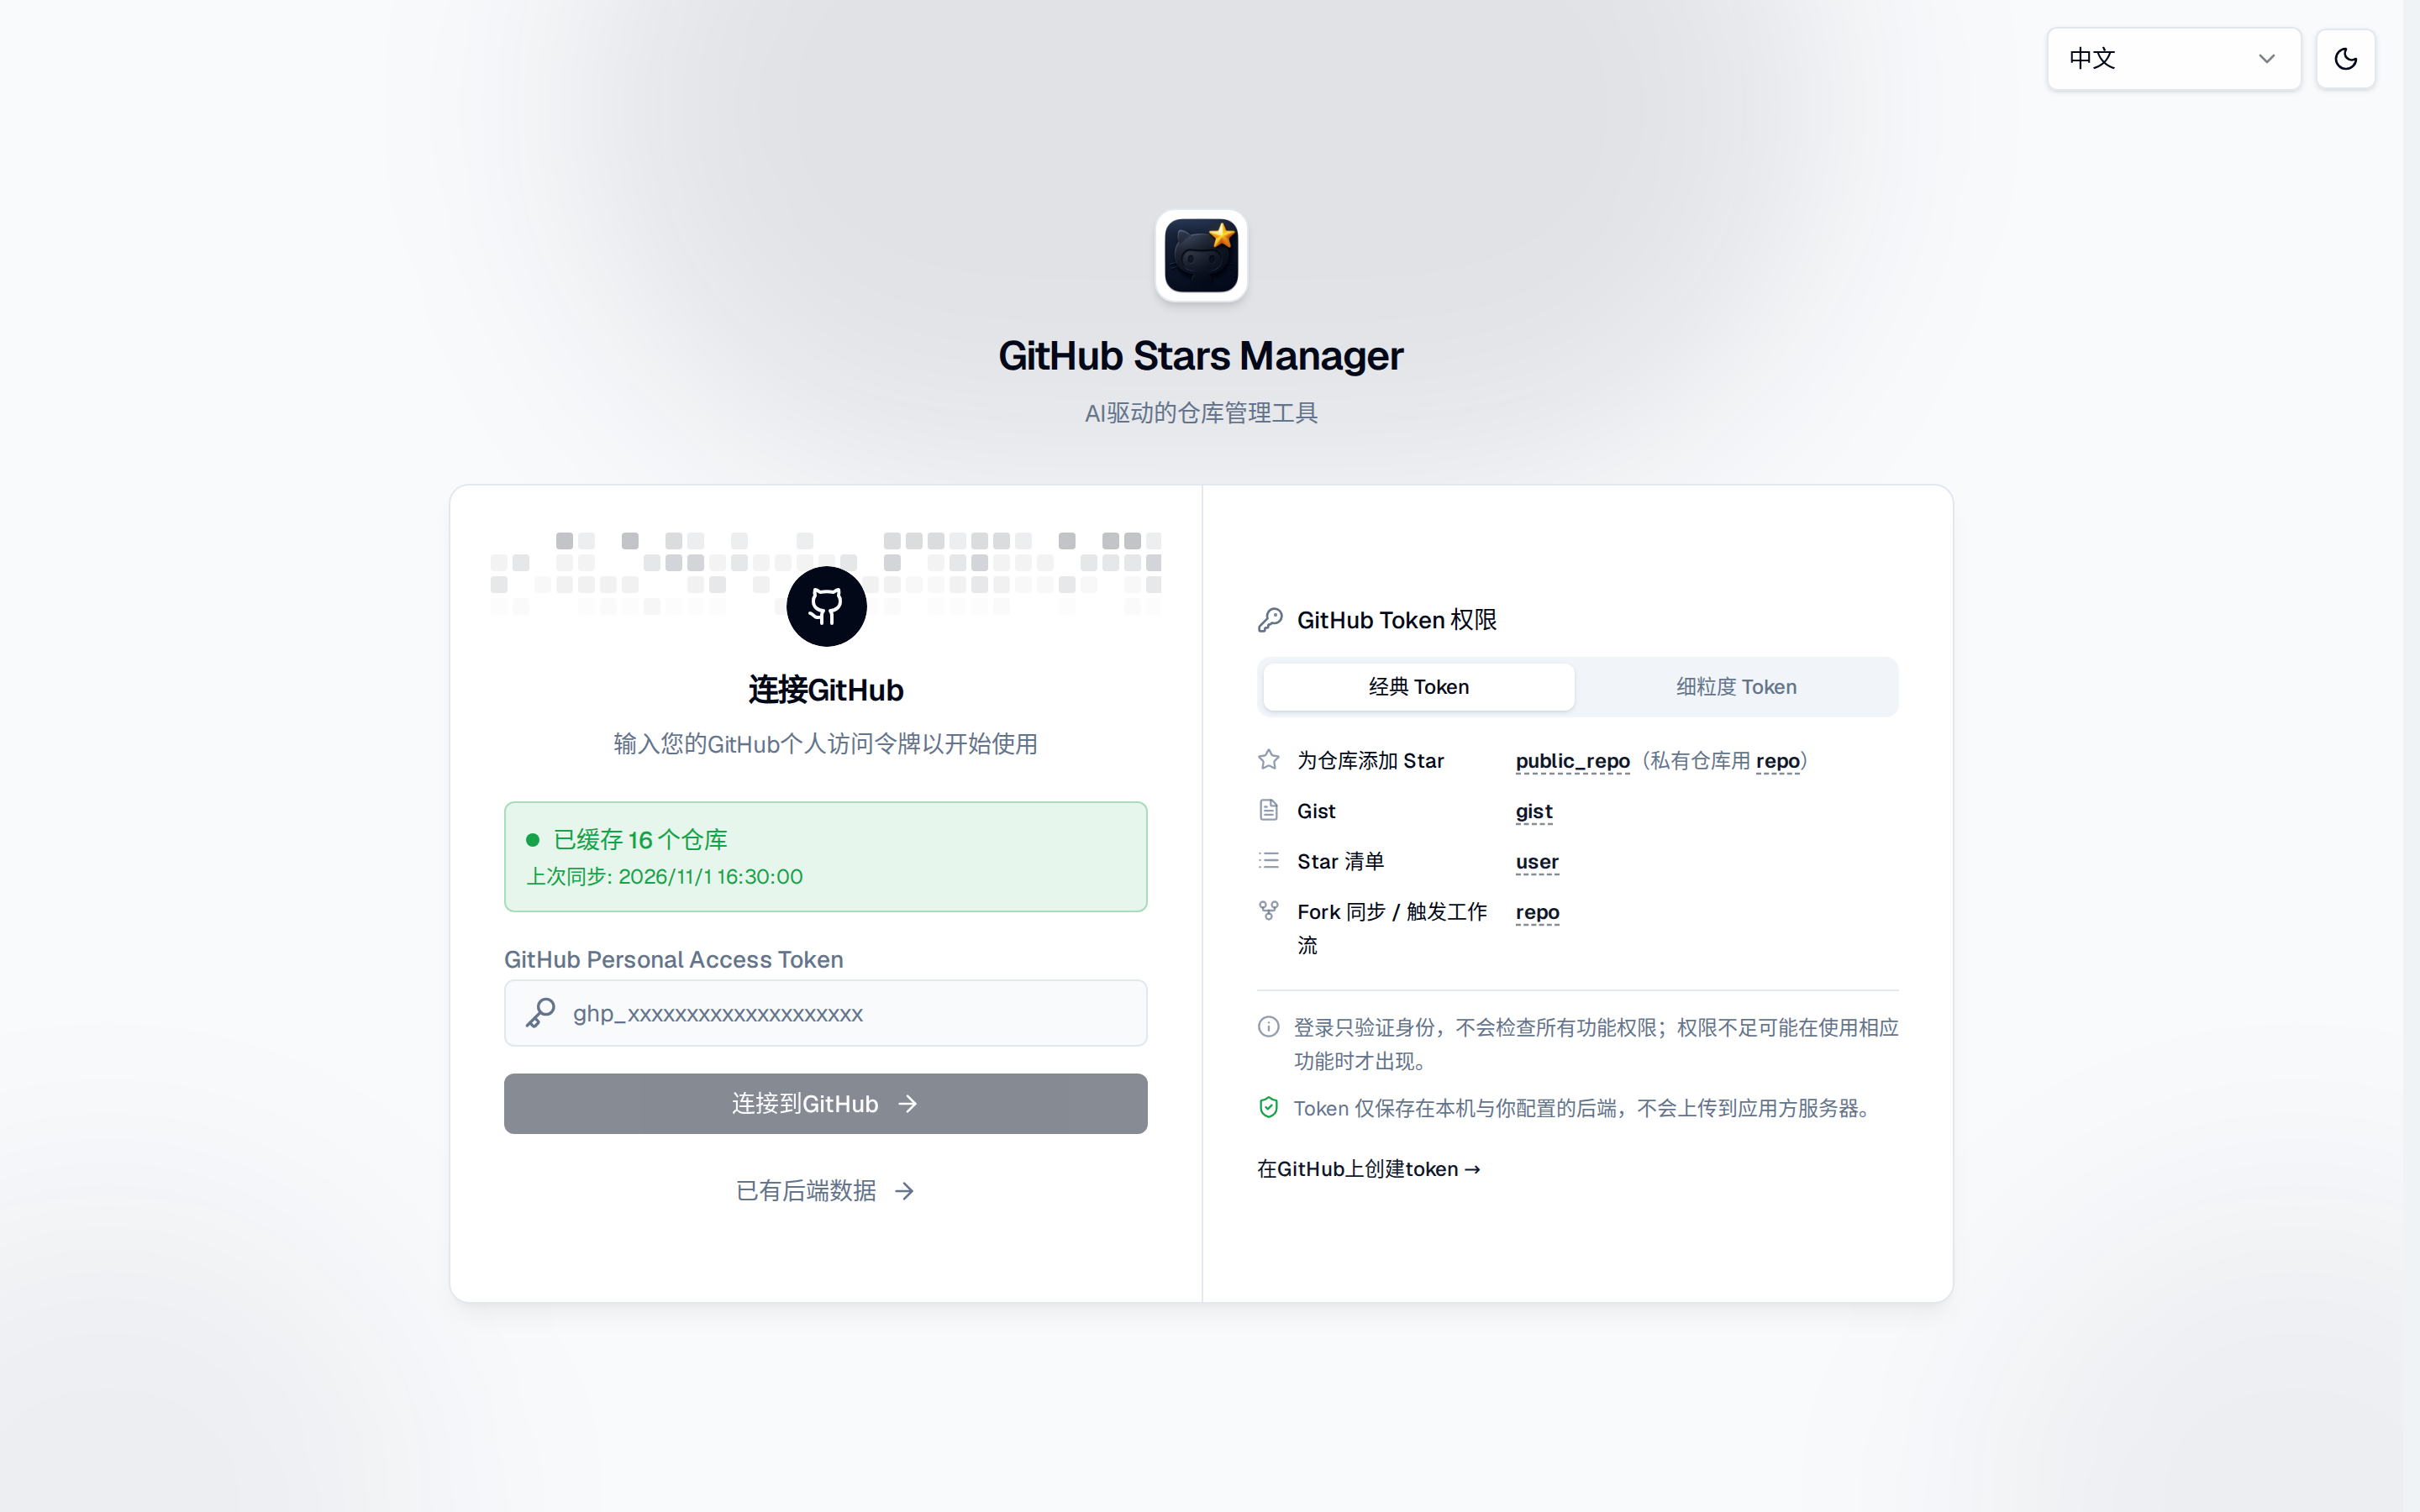 中文
GitHub Stars Manager
AI驱动的仓库管理工具
连接GitHub
输入您的GitHub个人访问令牌以开始使用
已缓存 16 个仓库
上次同步: 2026/11/1 16:30:00
GitHub Personal Access Token
ghp_xxxxxxxxxxxxxxxxxxxx
连接到GitHub →
已有后端数据 →
GitHub Token 权限
经典 Token
细粒度 Token
为仓库添加 Star public_repo（私有仓库用 repo）
Gist gist
Star 清单 user
Fork 同步 / 触发工作 repo
流
登录只验证身份，不会检查所有功能权限；权限不足可能在使用相应
功能时才出现。
Token 仅保存在本机与你配置的后端，不会上传到应用方服务器。
在GitHub上创建token →